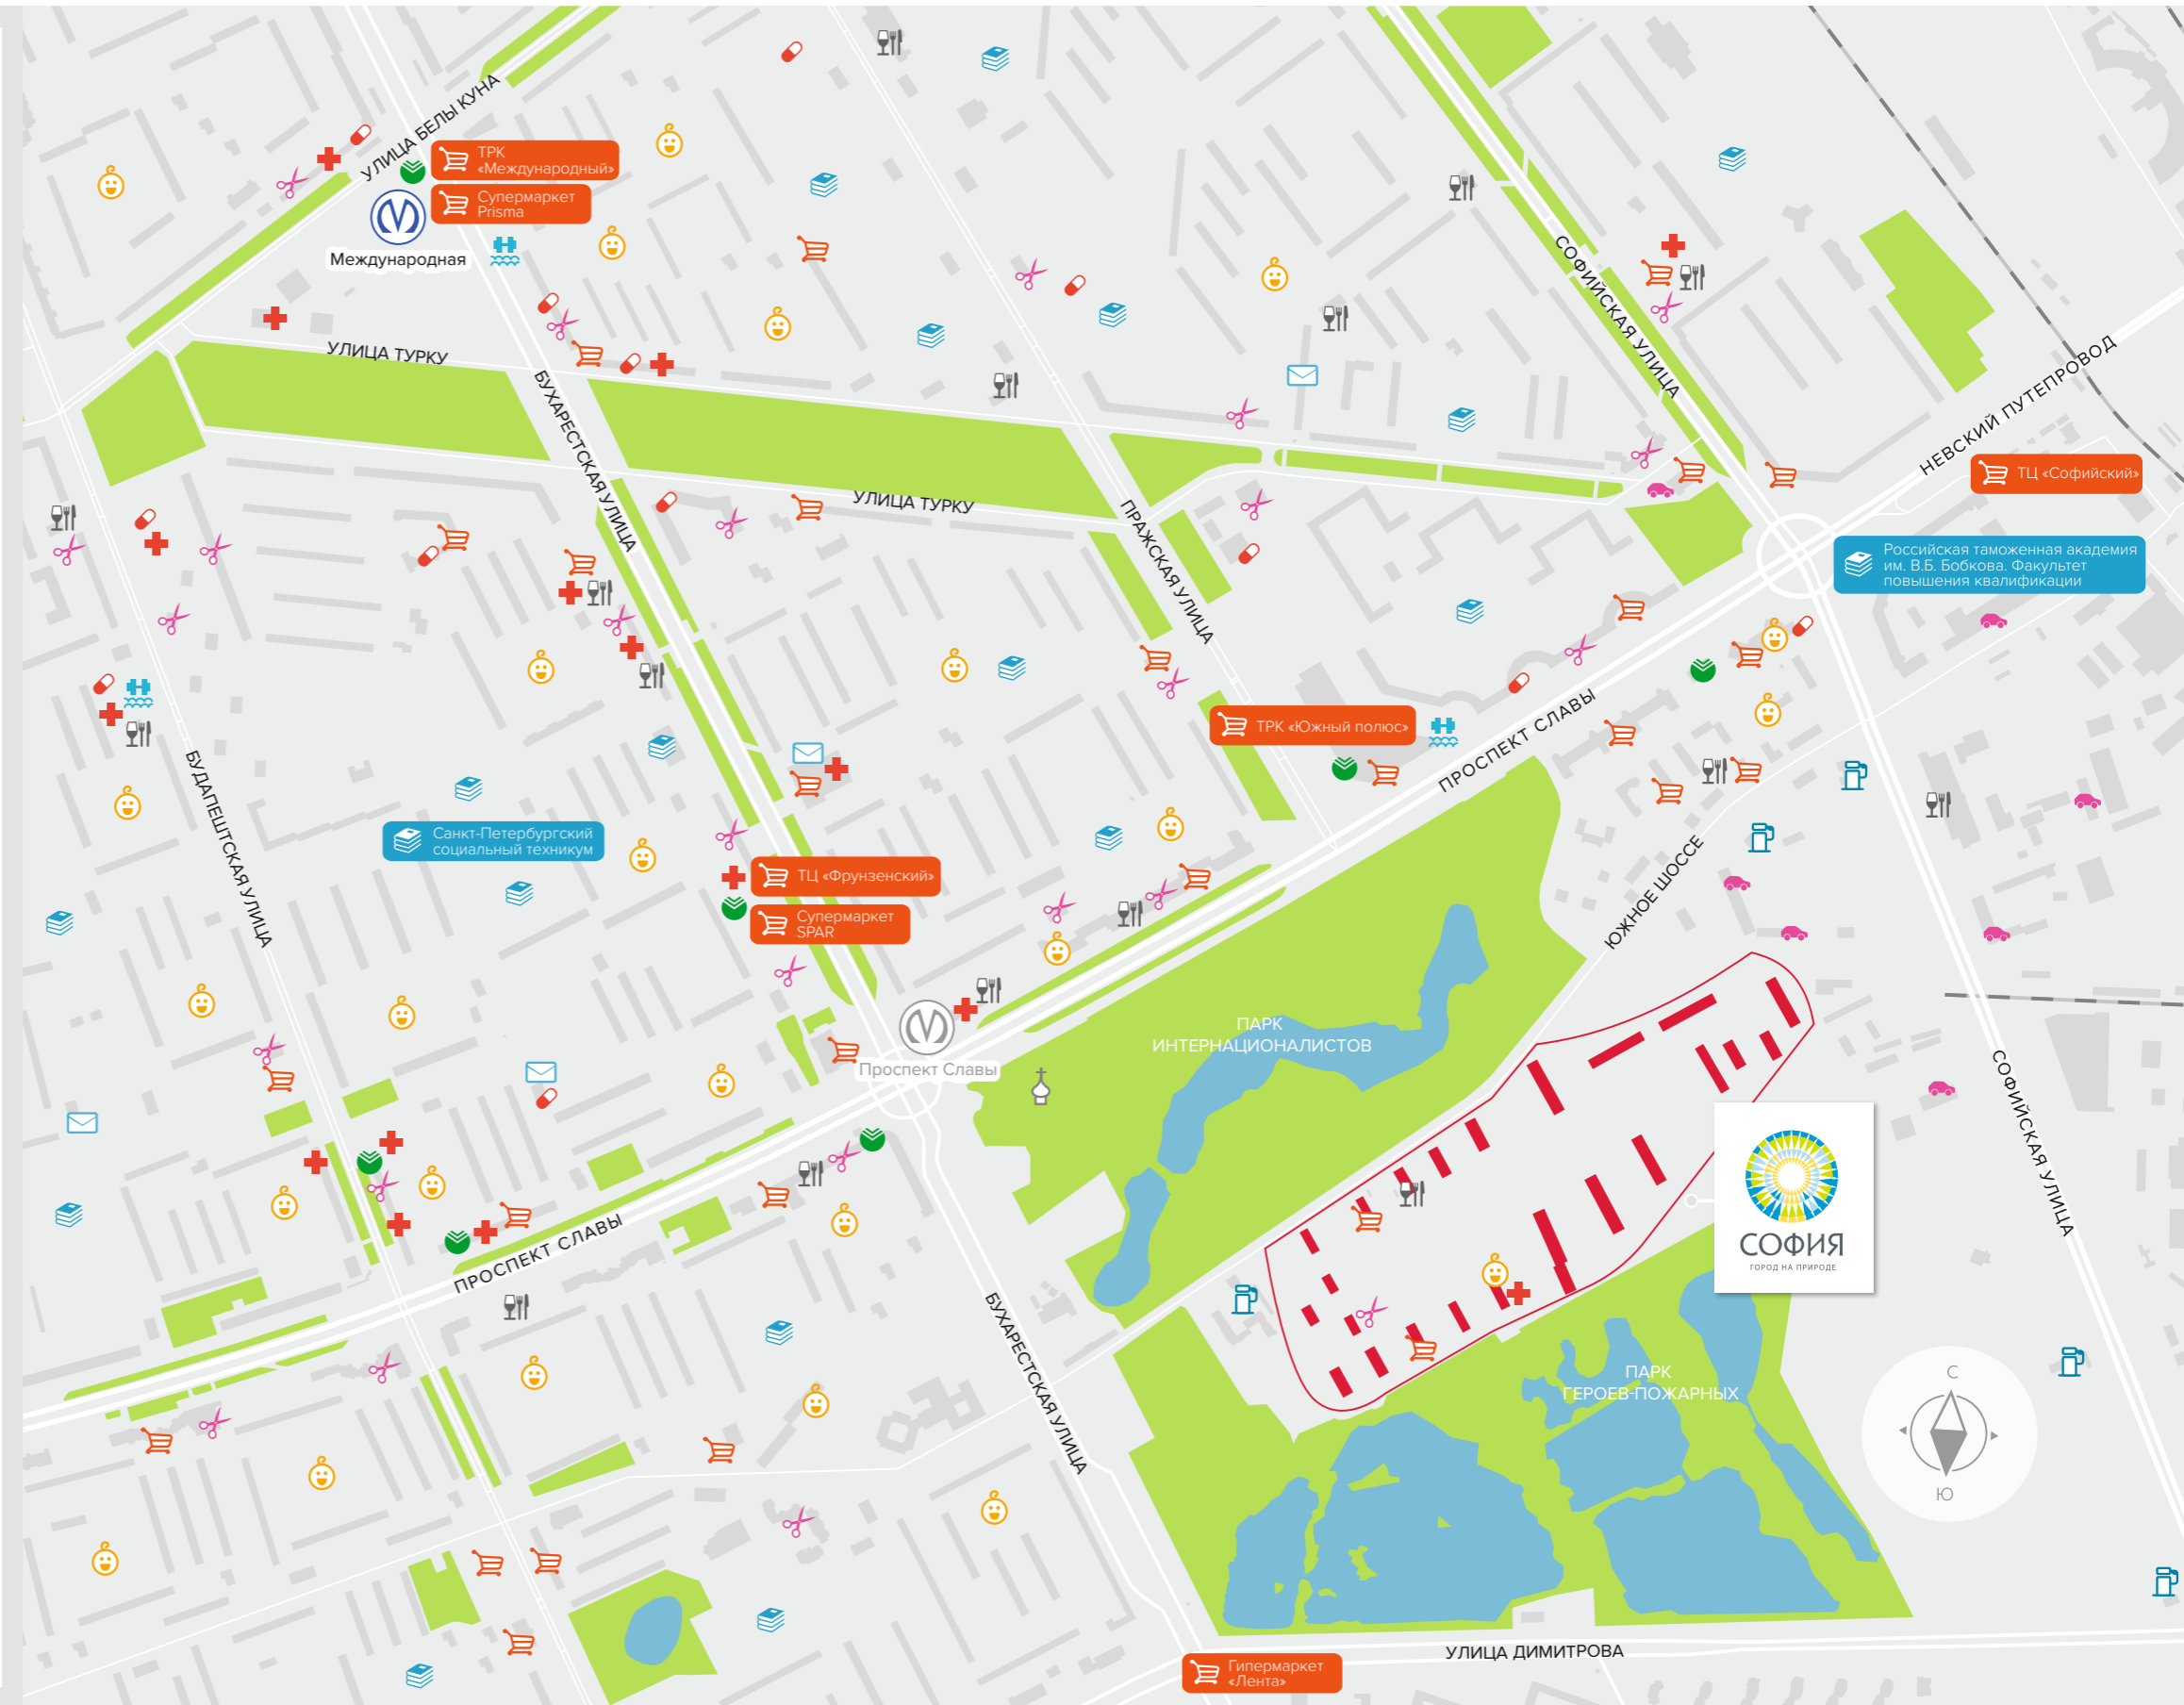 УЛИЦА БЕЛЫ КУНА
ТРК
«Международный»
Супермаркет
Prisma
Международная
УЛИЦА ТУРКУ
БУХАРЕСТСКАЯ УЛИЦА
УЛИЦА ТУРКУ
ПРАЖСКАЯ УЛИЦА
СОФИЙСКАЯ УЛИЦА
НЕВСКИЙ ПУТЕПРОВОД
ТЦ «Софийский»
Российская таможенная академия
им. В.Б. Бобкова. Факультет
повышения квалификации
ТРК «Южный полюс»
ПРОСПЕКТ СЛАВЫ
БУДАПЕШТСКАЯ УЛИЦА
Санкт-Петербургский
социальный техникум
ТЦ «Фрунзенский»
Супермаркет
SPAR
ЮЖНОЕ ШОССЕ
ПАРК
ИНТЕРНАЦИОНАЛИСТОВ
Проспект Славы
СОФИЙСКАЯ УЛИЦА
СОФИЯ
ГОРОД НА ПРИРОДЕ
ПРОСПЕКТ СЛАВЫ
БУХАРЕСТСКАЯ УЛИЦА
ПАРК
ГЕРОЕВ-ПОЖАРНЫХ
С
Ю
УЛИЦА ДИМИТРОВА
Гипермаркет
«Лента»